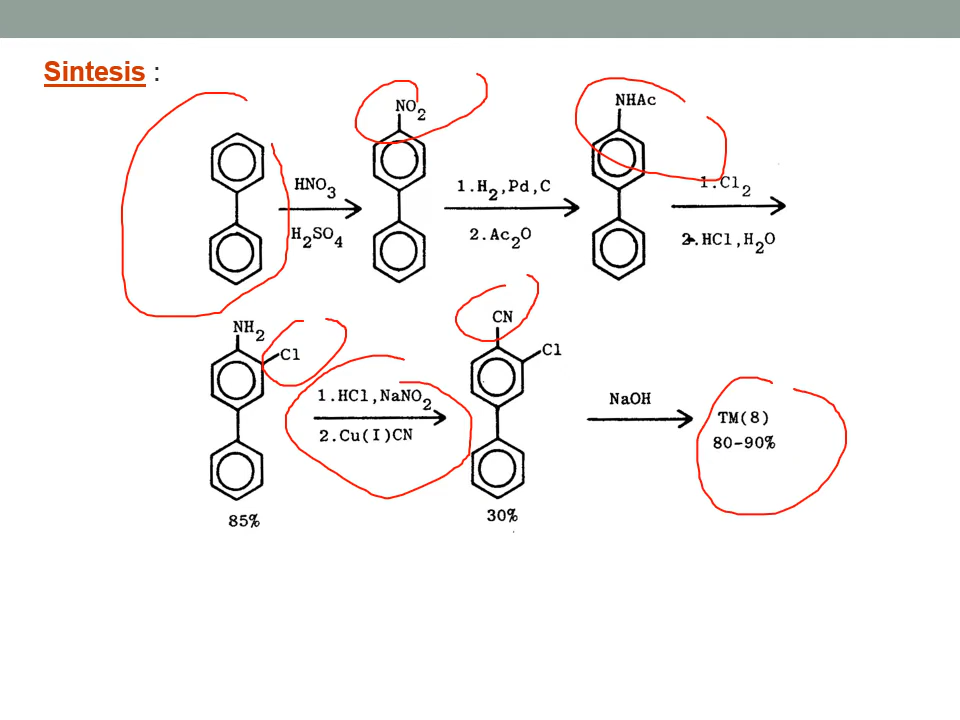 Sintesis :
NO2
NHAc
HNO3
H2SO4
1.H2,Pd,C
2.Ac2O
1.Cl2
2.HCl,H2O
NH2
Cl
1.HCl,NaNO2
2.Cu(I)CN
CN
Cl
NaOH
TM(8)
80-90%
85%
30%